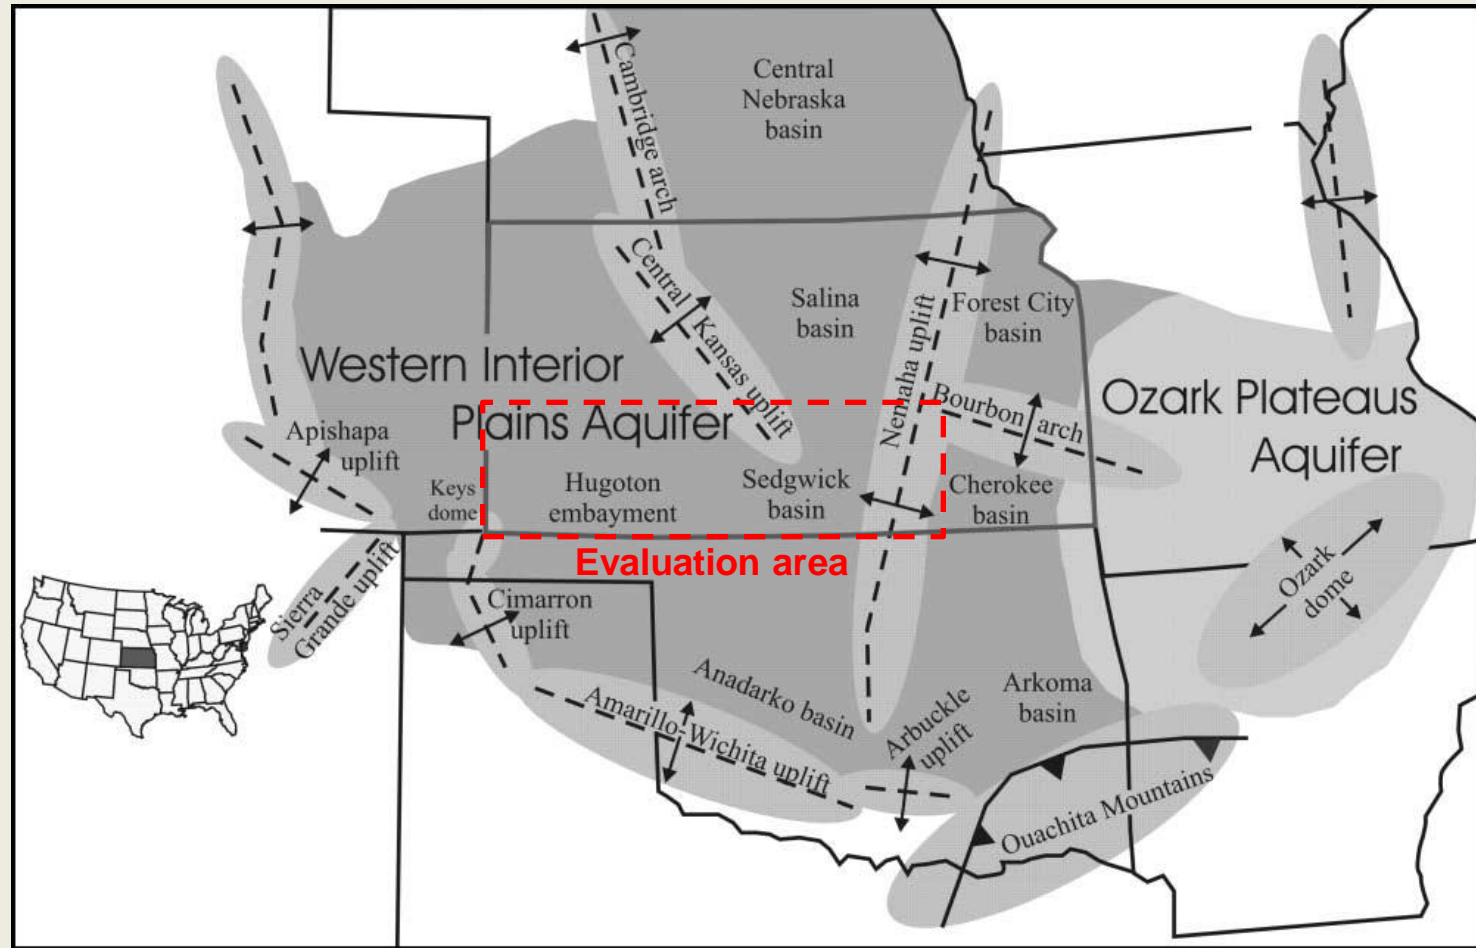 Central
Nebraska
basin
Cambridge arch
Central
Kansas uplift
Salina
basin
Nemaha uplift
Forest City
basin
Western Interior
Plains Aquifer
Bourbon arch
Ozark Plateaus
Aquifer
Apishapa
uplift
Keys
dome
Hugoton
embayment
Sedgwick
basin
Cherokee
basin
Evaluation area
Sierra
Grande uplift
Cimarron
uplift
Ozark
dome
Anadarko basin
Amarillo-Wichita uplift
Arbuckle
uplift
Arkoma
basin
Ouachita Mountains